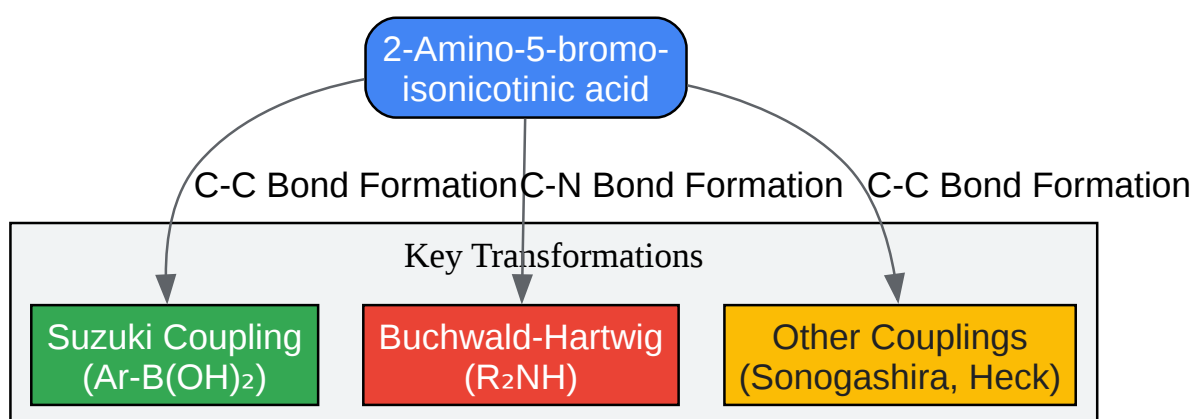 2-Amino-5-bromo-
isonicotinic acid
C-C Bond Formation
C-N Bond Formation
C-C Bond Formation
Key Transformations
Suzuki Coupling
(Ar-B(OH)₂)
Buchwald-Hartwig
(R₂NH)
Other Couplings
(Sonogashira, Heck)